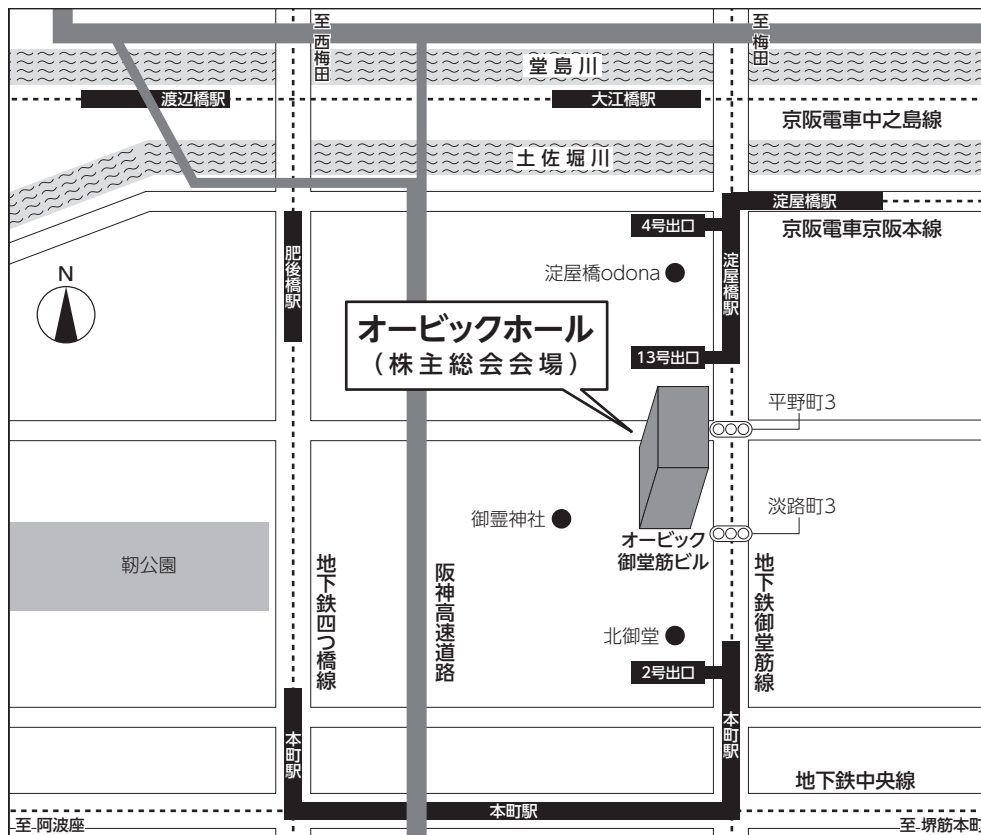 至 西梅田
至 梅田
堂島川
渡辺橋駅
大江橋駅
京阪電車中之島線
土佐堀川
淀屋橋駅
4号出口
京阪電車京阪本線
肥後橋駅
淀屋橋駅
淀屋橋odona
N
オービックホール
(株主総会会場)
13号出口
平野町3
御霊神社
淡路町3
オービック
御堂筋ビル
靭公園
地下鉄四つ橋線
阪神高速道路
地下鉄御堂筋線
北御堂
2号出口
本町駅
本町駅
地下鉄中央線
本町駅
至 阿波座
至 堺筋本町